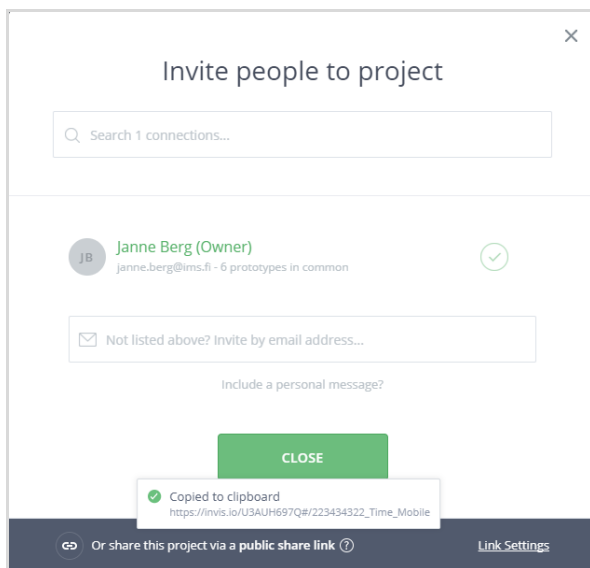 Invite people to project
Search 1 connections...
JB
Janne Berg (Owner)
janne.berg@ims.fi - 6 prototypes in common
Not listed above? Invite by email address...
Include a personal message?
CLOSE
Copied to clipboard
https://invis.io/U3AUH697Q#/223434322_Time_Mobile
Or share this project via a public share link ?
Link Settings